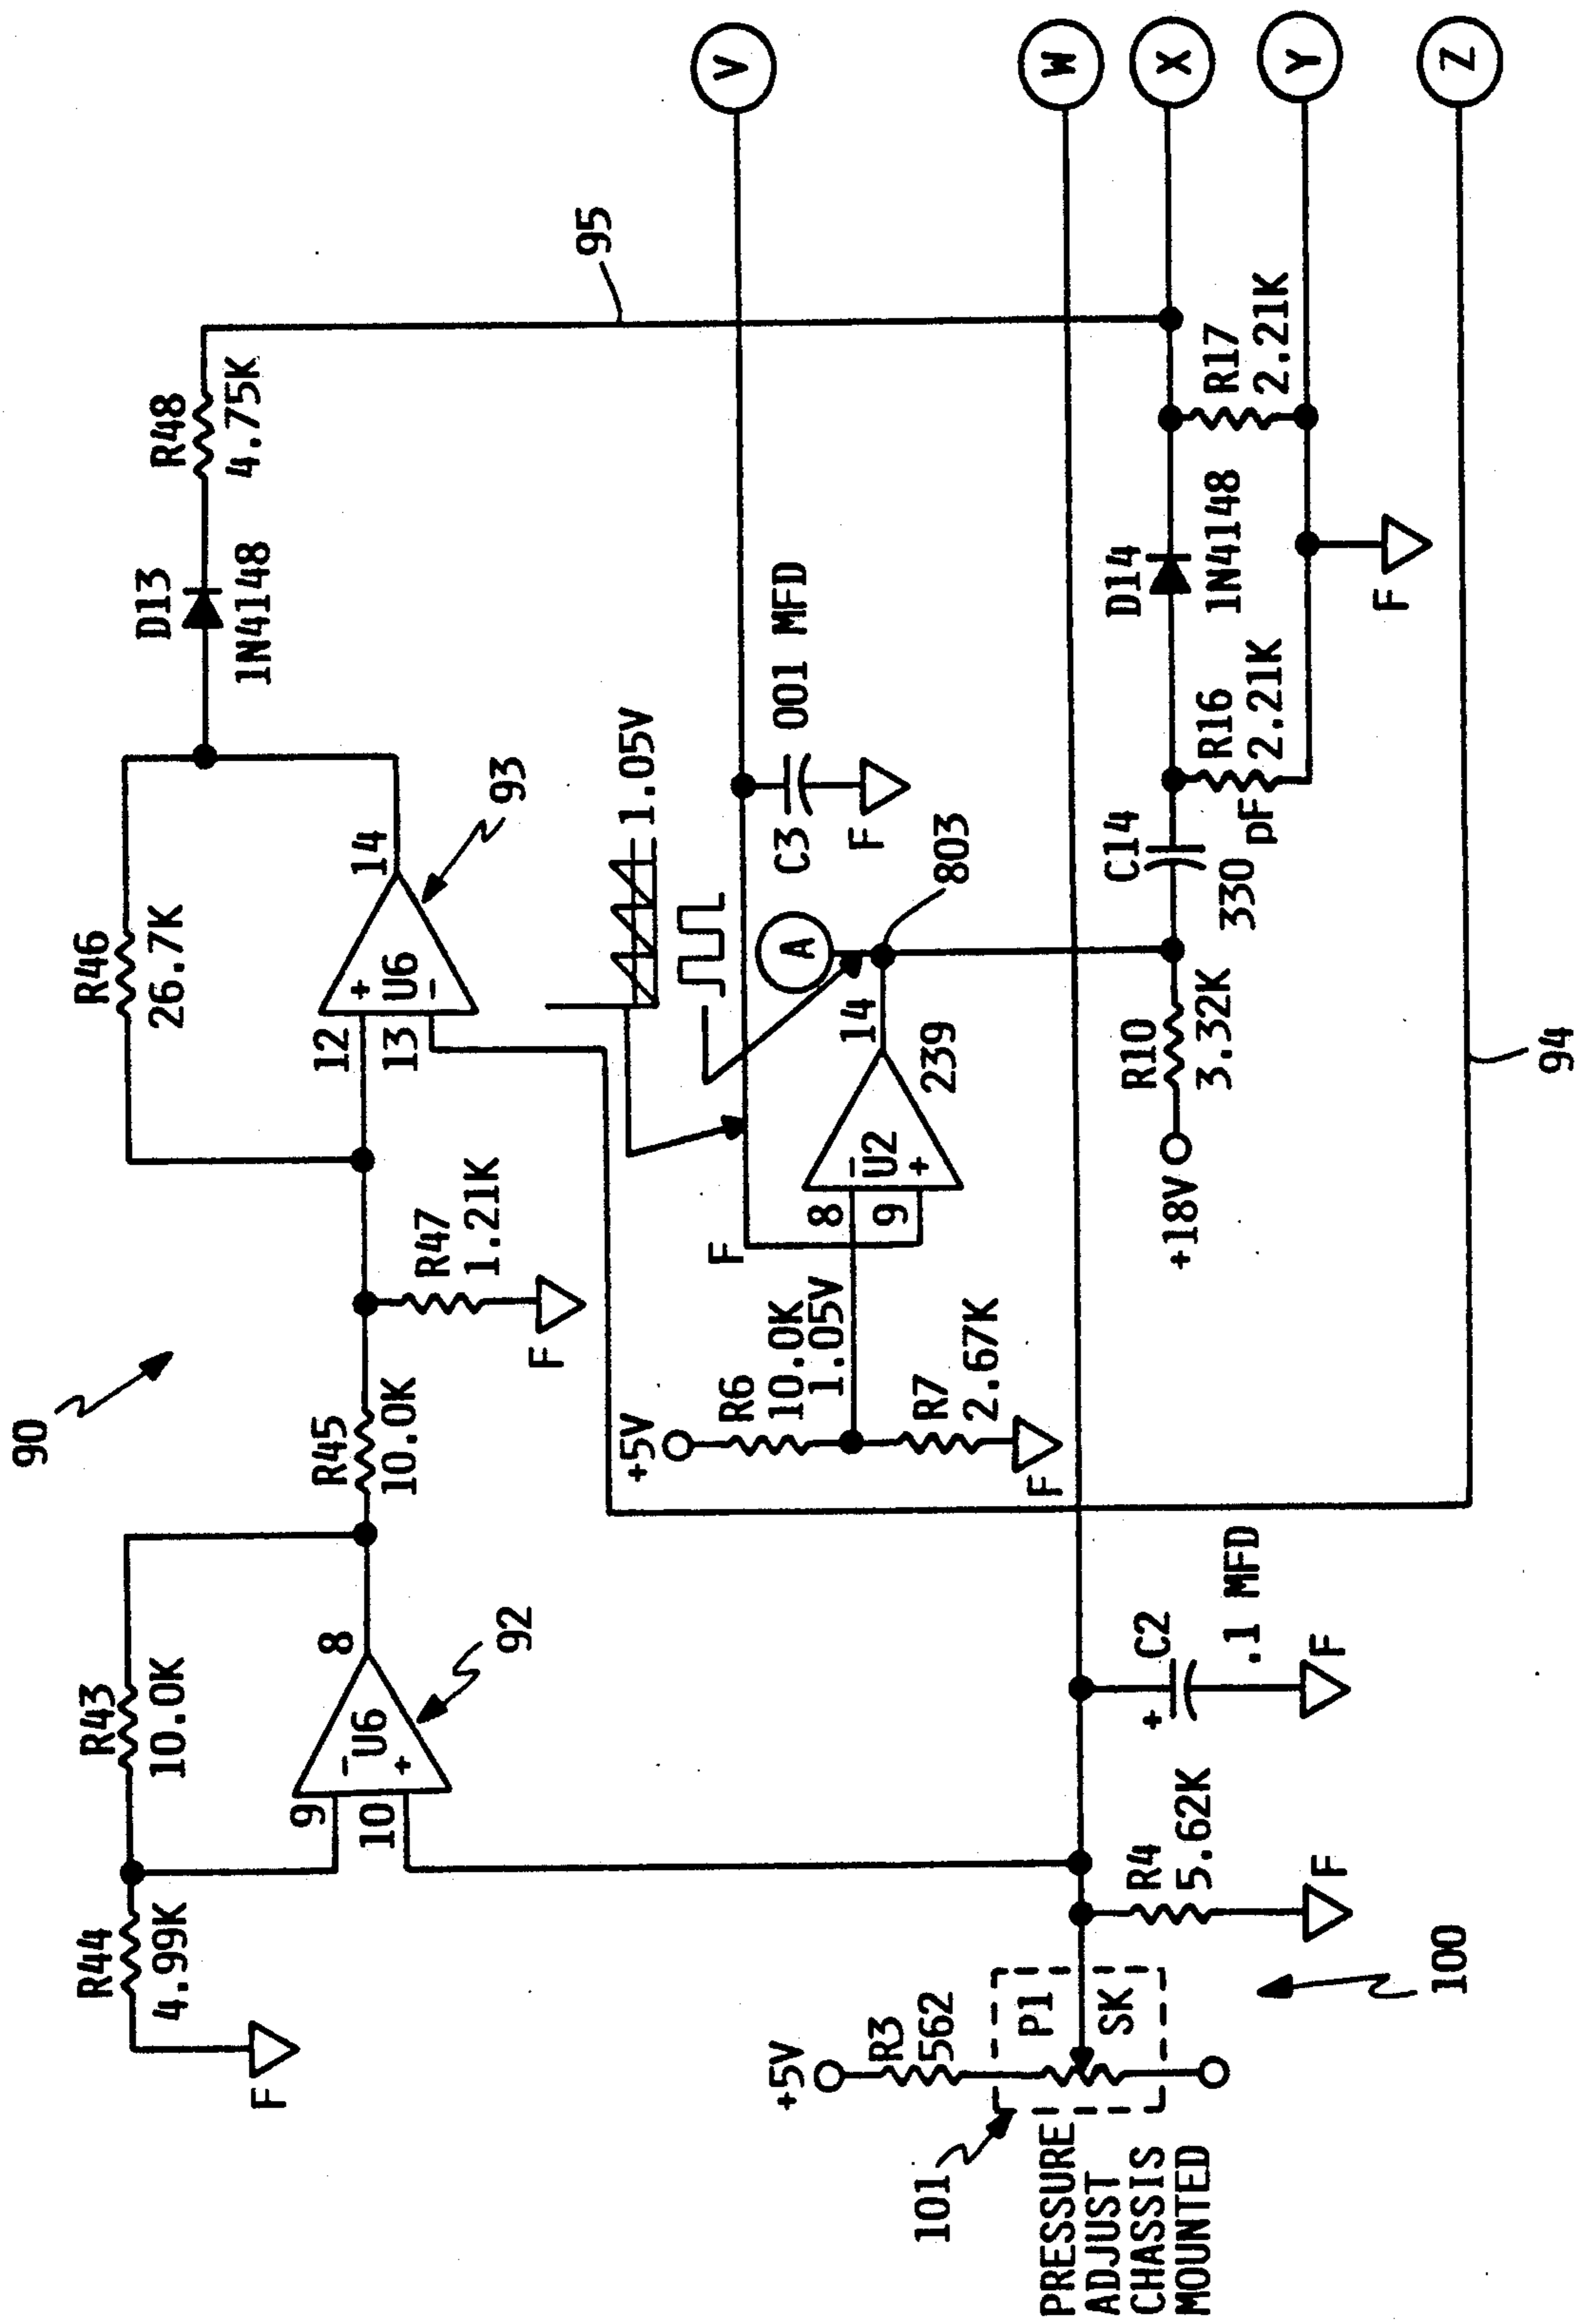 90
R44
4.99K
F
R43
10.0K
9
10
−
U6
+
8
92
R45
10.0K
R47
1.21K
F
R46
26.7K
12
13
+
U6
−
14
93
D13
1N4148
R48
4.75K
95
1.05V
+5V
R6
10.0K
1.05V
R7
2.67K
F
F
8
9
−
U2
+
14
239
A
803
C3
001 MFD
F
V
W
X
Y
Z
+18V
R10
3.32K
C14
330
pF
R16
2.21K
D14
1N4148
R17
2.21K
F
94
101
+5V
R3
562
P1
5K
PRESSURE
ADJUST
CHASSIS
MOUNTED
R4
5.62K
F
C2
+
.1 MFD
F
100